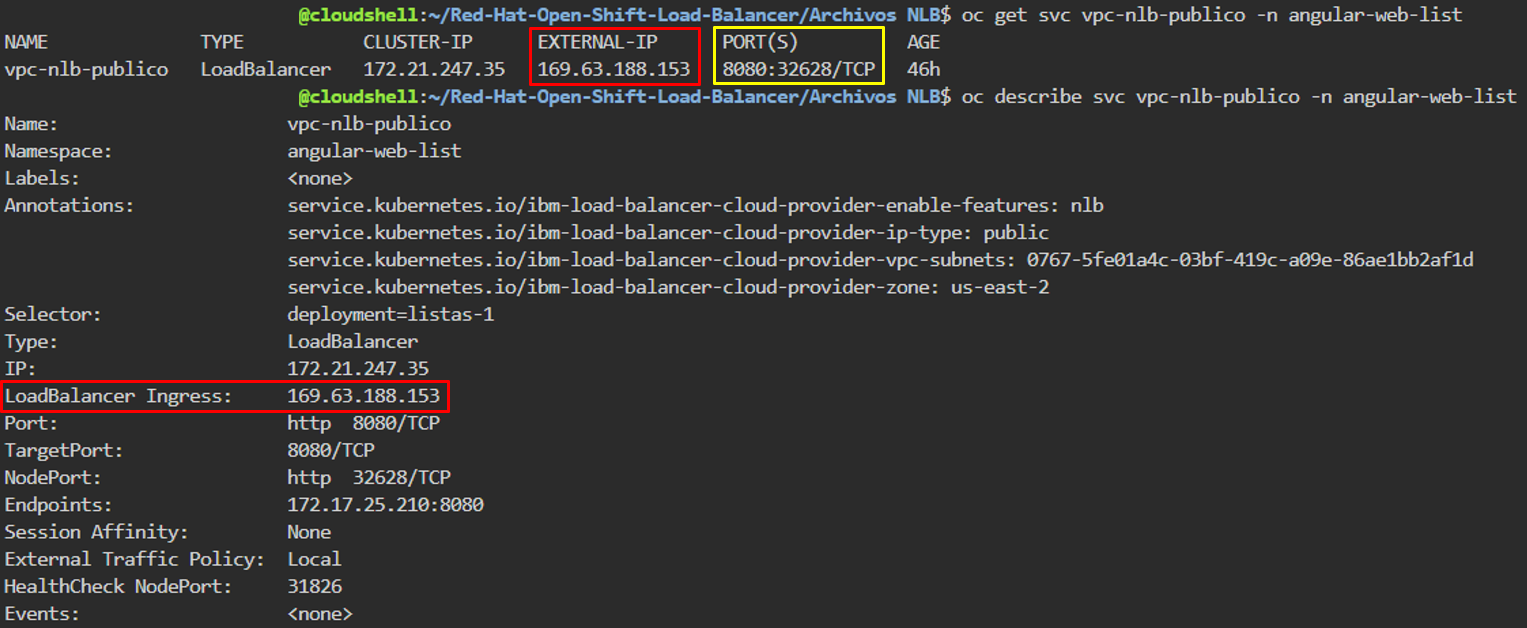 @cloudshell:~/Red-Hat-Open-Shift-Load-Balancer/Archivos NLB$ oc get svc vpc-nlb-publico -n angular-web-list
NAME TYPE CLUSTER-IP EXTERNAL-IP PORT(S) AGE
vpc-nlb-publico LoadBalancer 172.21.247.35 169.63.188.153 8080:32628/TCP 46h
@cloudshell:~/Red-Hat-Open-Shift-Load-Balancer/Archivos NLB$ oc describe svc vpc-nlb-publico -n angular-web-list
Name: vpc-nlb-publico
Namespace: angular-web-list
Labels: <none>
Annotations: service.kubernetes.io/ibm-load-balancer-cloud-provider-enable-features: nlb
service.kubernetes.io/ibm-load-balancer-cloud-provider-ip-type: public
service.kubernetes.io/ibm-load-balancer-cloud-provider-vpc-subnets: 0767-5fe01a4c-03bf-419c-a09e-86ae1bb2af1d
service.kubernetes.io/ibm-load-balancer-cloud-provider-zone: us-east-2
Selector: deployment=listas-1
Type: LoadBalancer
IP: 172.21.247.35
LoadBalancer Ingress: 169.63.188.153
Port: http 8080/TCP
TargetPort: 8080/TCP
NodePort: http 32628/TCP
Endpoints: 172.17.25.210:8080
Session Affinity: None
External Traffic Policy: Local
HealthCheck NodePort: 31826
Events: <none>